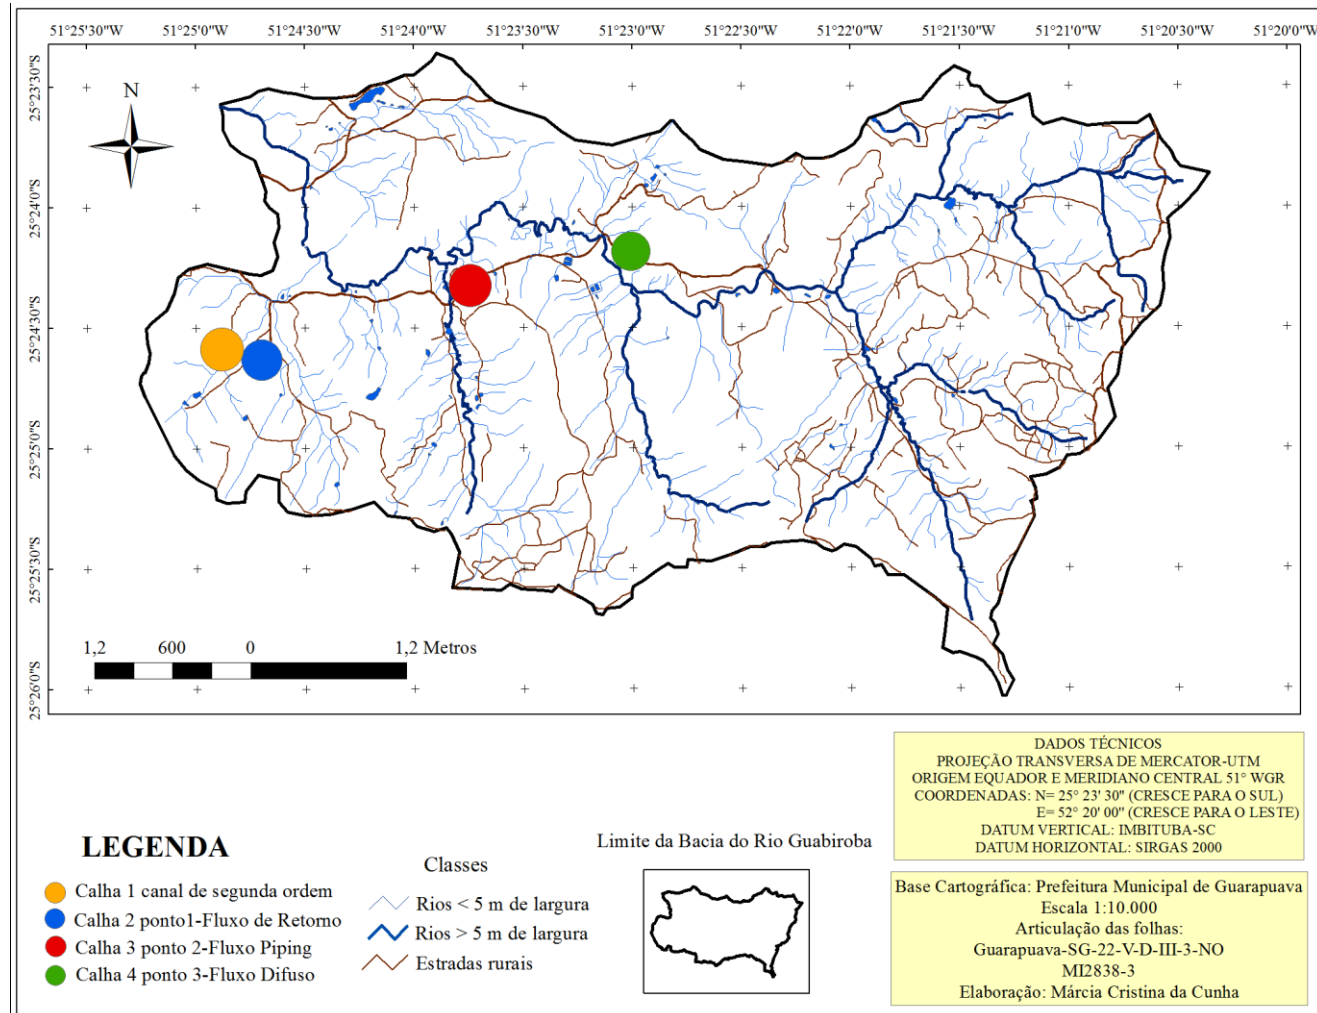 51°25'30"W 51°25'0"W 51°24'30"W 51°24'0"W 51°23'30"W 51°23'0"W 51°22'30"W 51°22'0"W 51°21'30"W 51°21'0"W 51°20'30"W 51°20'0"W
25°23'30"S
N
25°24'0"S
25°24'30"S
25°25'0"S
25°25'30"S
25°26'0"S
1,2 600 0 1,2 Metros
DADOS TÉCNICOS
PROJEÇÃO TRANSVERSA DE MERCATOR-UTM
ORIGEM EQUADOR E MERIDIANO CENTRAL 51° WGR
COORDENADAS: N= 25° 23' 30" (CRESCE PARA O SUL)
E= 52° 20' 00" (CRESCE PARA O LESTE)
DATUM VERTICAL: IMBITUBA-SC
DATUM HORIZONTAL: SIRGAS 2000
LEGENDA
Calha 1 canal de segunda ordem
Calha 2 ponto1-Fluxo de Retorno
Calha 3 ponto 2-Fluxo Piping
Calha 4 ponto 3-Fluxo Difuso
Classes
Rios < 5 m de largura
Rios > 5 m de largura
Estradas rurais
Limite da Bacia do Rio Guabiroba
Base Cartográfica: Prefeitura Municipal de Guarapuava
Escala 1:10.000
Articulação das folhas:
Guarapuava-SG-22-V-D-III-3-NO
MI2838-3
Elaboração: Márcia Cristina da Cunha